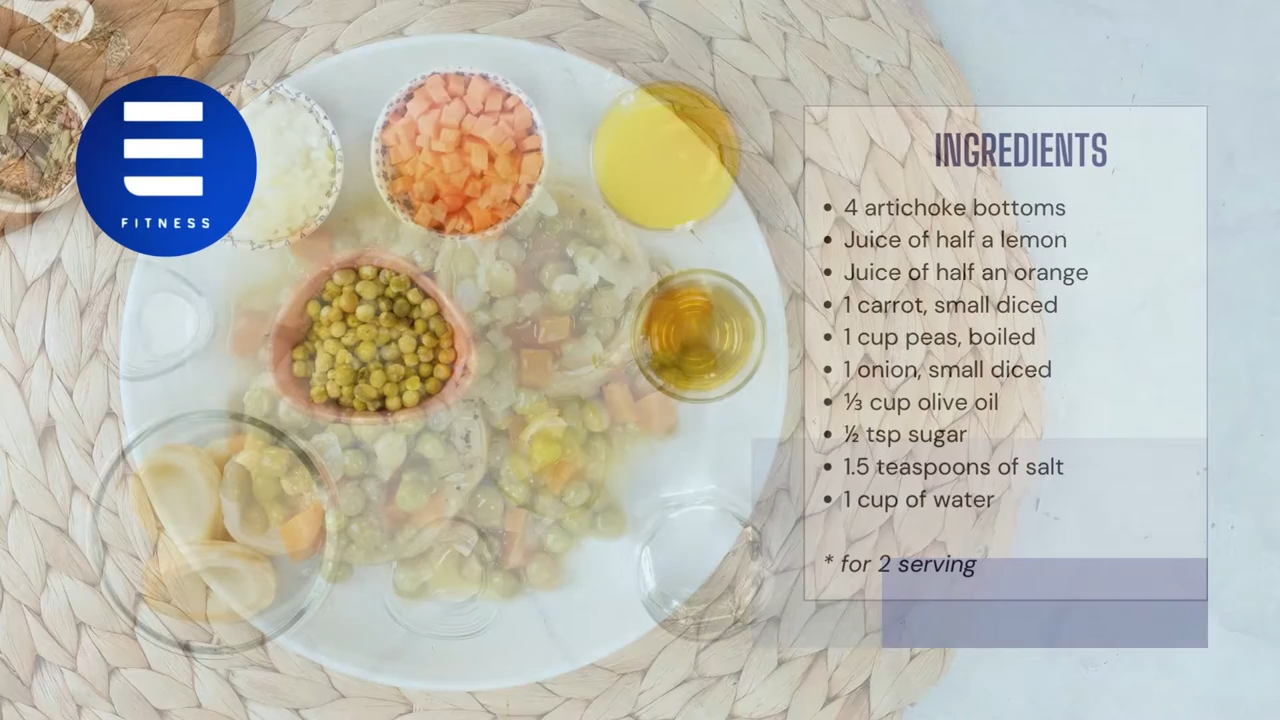 FITNESS
INGREDIENTS
• 4 artichoke bottoms
• Juice of half a lemon
• Juice of half an orange
• 1 carrot, small diced
• 1 cup peas, boiled
• 1 onion, small diced
• ⅓ cup olive oil
• ½ tsp sugar
• 1.5 teaspoons of salt
• 1 cup of water
* for 2 serving